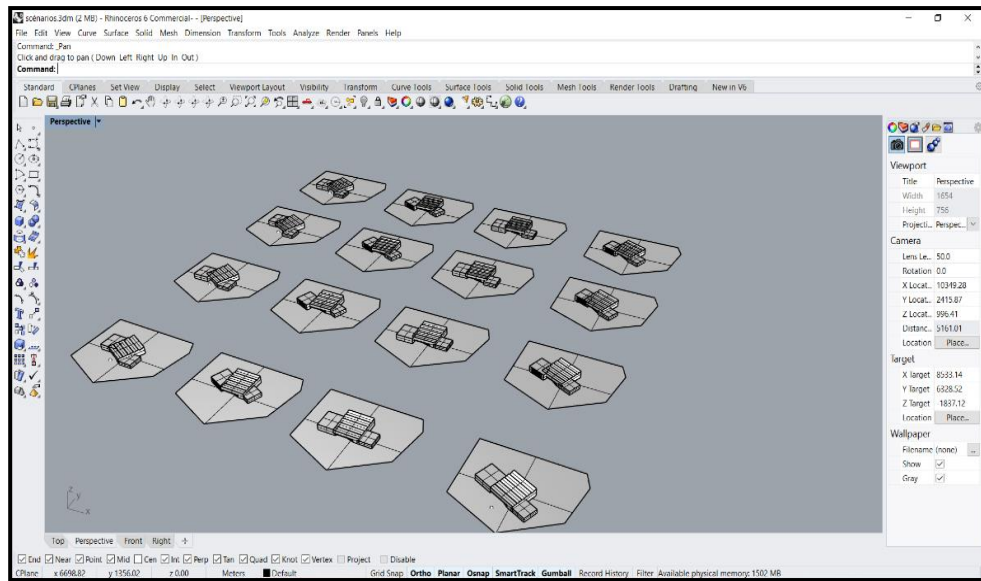 scénarios.3dm (2 MB) - Rhinoceros 6 Commercial- - [Perspective]
File Edit View Curve Surface Solid Mesh Dimension Transform Tools Analyze Render Panels Help
Command: _Pan
Click and drag to pan ( Down Left Right Up In Out )
Command:
Standard CPlanes Set View Display Select Viewport Layout Visibility Transform Curve Tools Surface Tools Solid Tools Mesh Tools Render Tools Drafting New in V6
Perspective
Viewport
Title Perspective
Width 1654
Height 756
Projecti... Perspec...
Camera
Lens Le... 50.0
Rotation 0.0
X Locat... 10349.28
Y Locat... 2415.87
Z Locat... 996.41
Distanc... 5161.01
Location Place...
Target
X Target 8533.14
Y Target 6328.52
Z Target -1837.12
Location Place...
Wallpaper
Filename (none) ...
Show
Gray
z y x
Top Perspective Front Right
End Near Point Mid Cen Int Perp Tan Quad Knot Vertex Project Disable
CPlane x 6698.82 y 1356.02 z 0.00 Meters Default Grid Snap Ortho Planar Osnap SmartTrack Gumball Record History Filter Available physical memory: 1502 MB